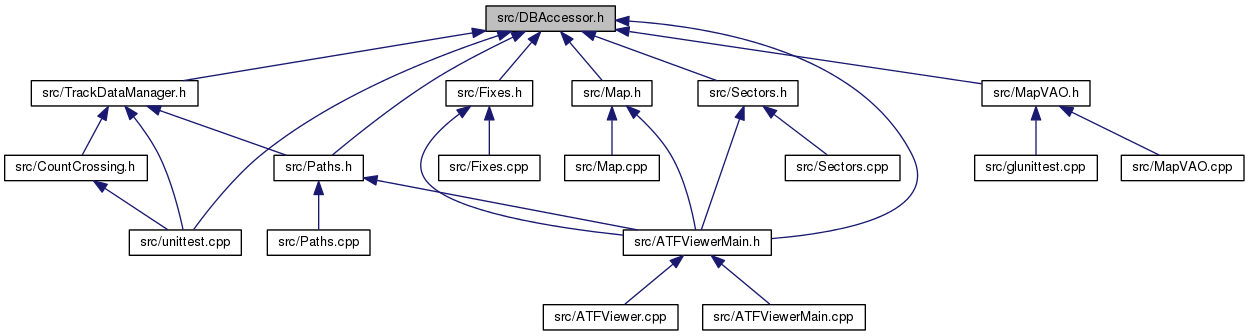 src/DBAccessor.h
src/TrackDataManager.h
src/Fixes.h
src/Map.h
src/Sectors.h
src/MapVAO.h
src/CountCrossing.h
src/Paths.h
src/Fixes.cpp
src/Map.cpp
src/Sectors.cpp
src/glunittest.cpp
src/MapVAO.cpp
src/unittest.cpp
src/Paths.cpp
src/ATFViewerMain.h
src/ATFViewer.cpp
src/ATFViewerMain.cpp